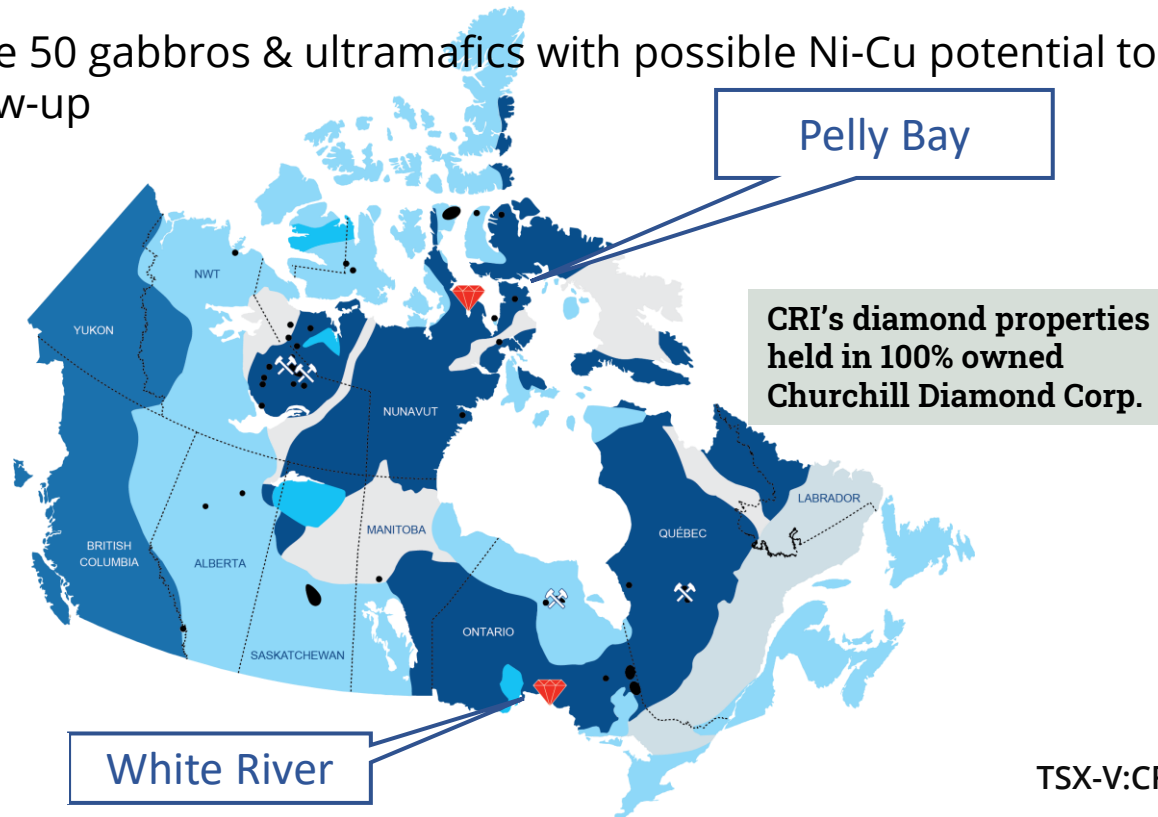 e 50 gabbros & ultramafics with possible Ni-Cu potential to
w-up
Pelly Bay
NWT
YUKON
CRI’s diamond properties
held in 100% owned
Churchill Diamond Corp.
NUNAVUT
LABRADOR
MANITOBA
QUÉBEC
BRITISH
COLUMBIA
ALBERTA
ONTARIO
SASKATCHEWAN
White River
TSX-V:CR